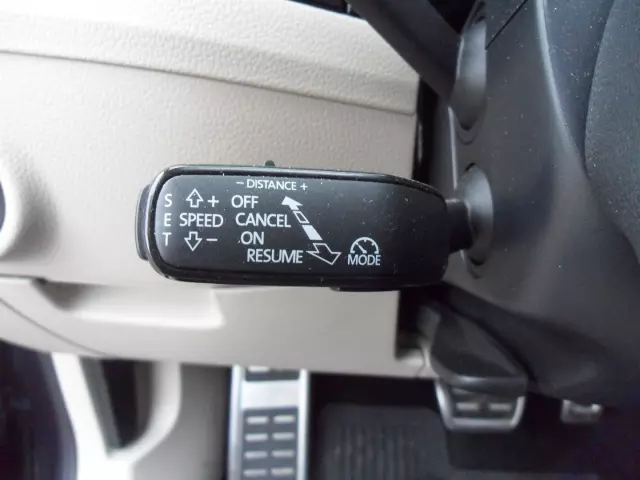 − DISTANCE +
S + OFF
E SPEED CANCEL
T − ON
RESUME
MODE